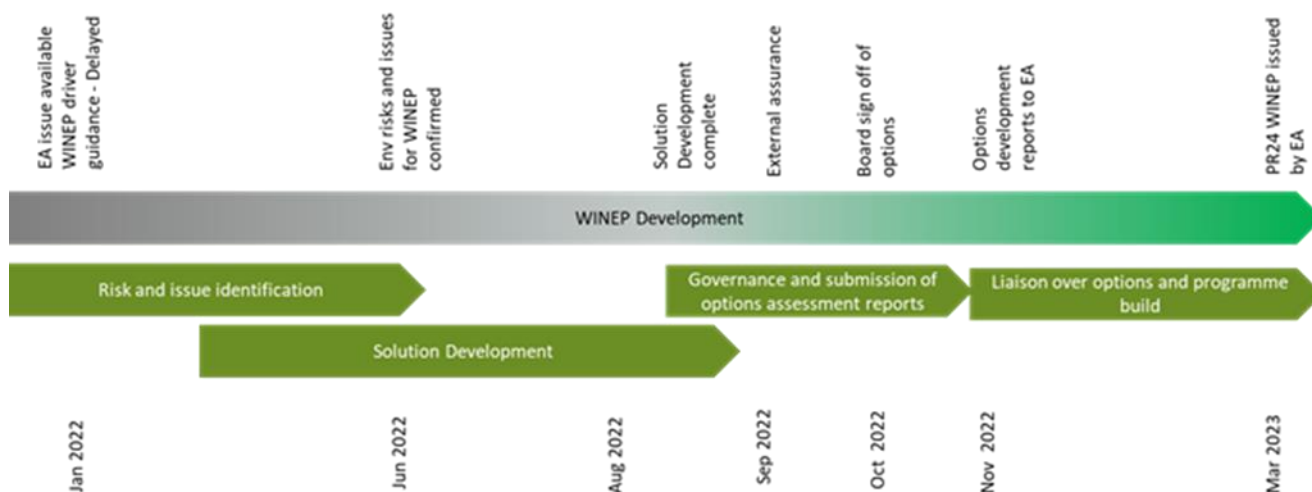 EA issue available
WINEP driver
guidance - Delayed
Env risks and issues
for WINEP
confirmed
Solution
Development
complete
External assurance
Board sign off of
options
Options
development
reports to EA
PR24 WINEP issued
by EA
WINEP Development
Risk and issue identification
Governance and submission of
options assessment reports
Liaison over options and programme
build
Solution Development
Jan 2022
Jun 2022
Aug 2022
Sep 2022
Oct 2022
Nov 2022
Mar 2023